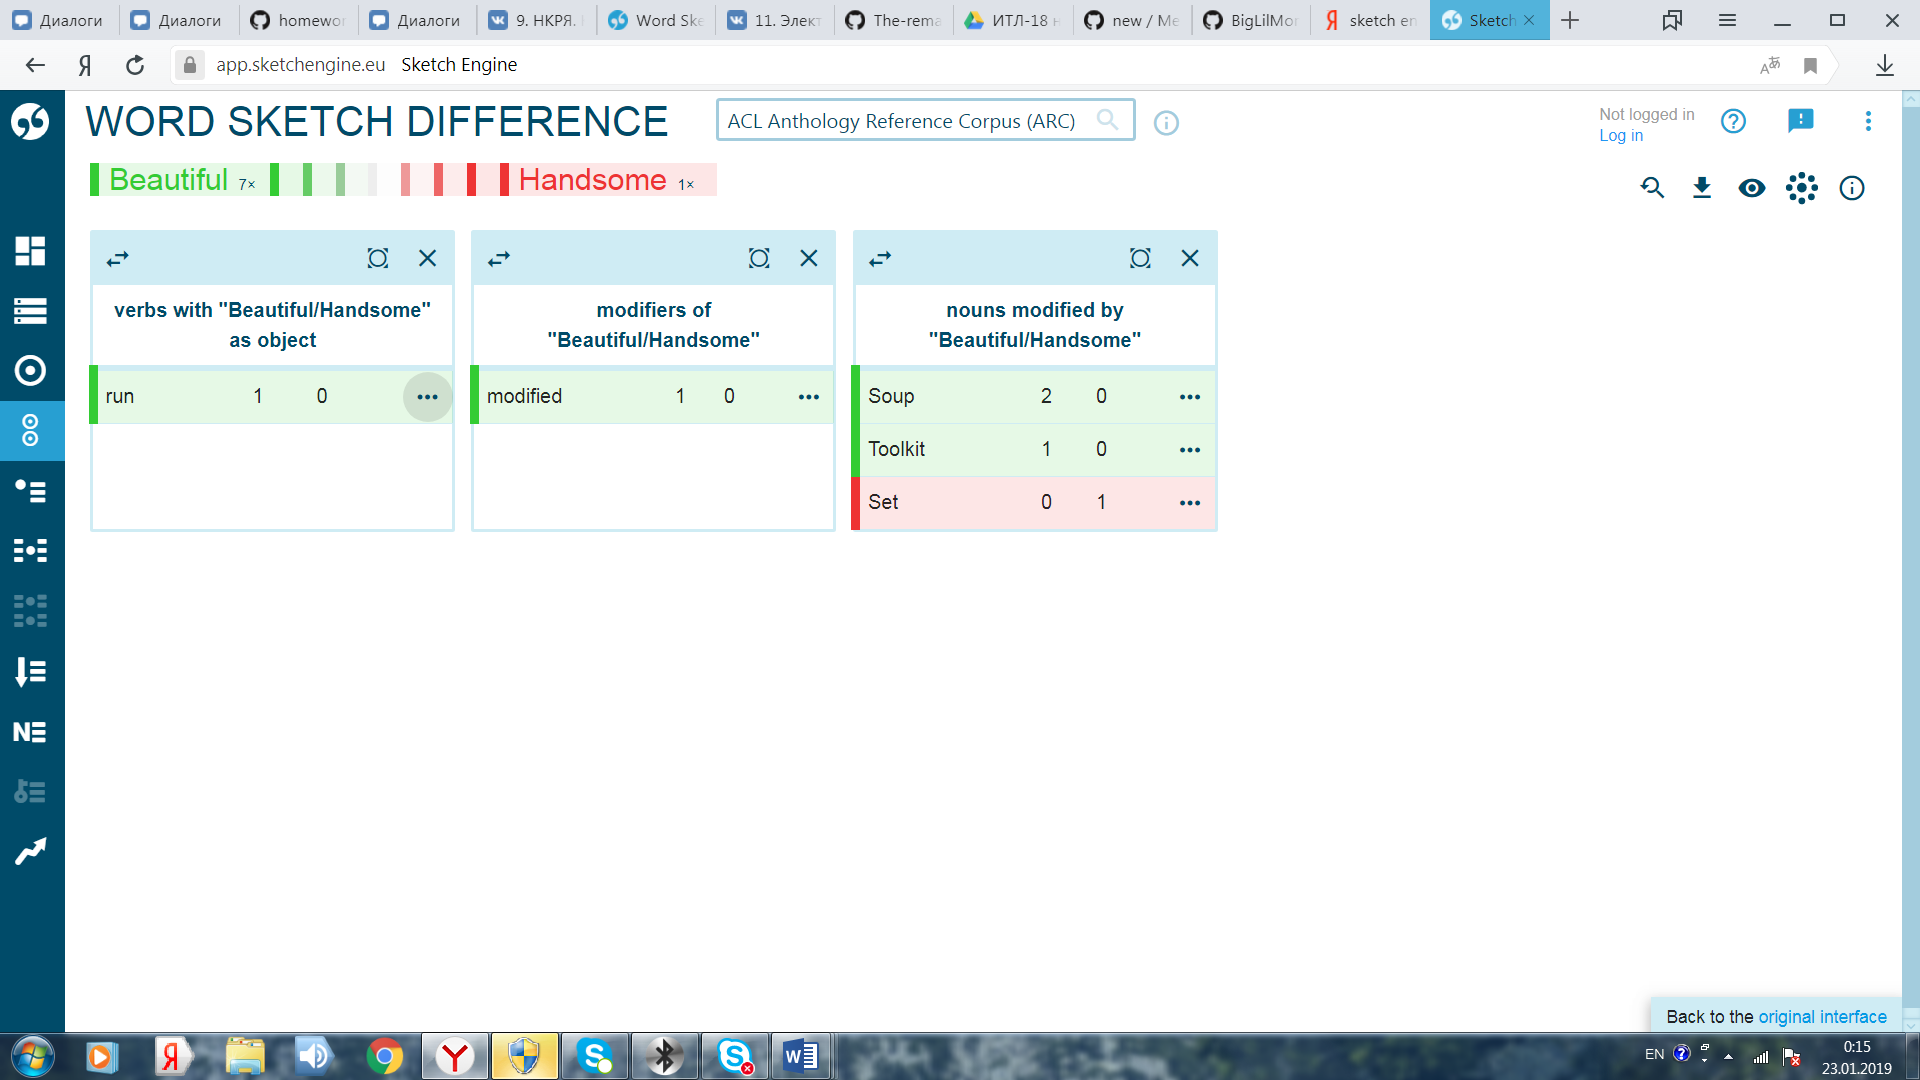 Диалоги
Диалоги
homewor
Диалоги
9. НКРЯ.
Word Ske
11. Элект
The-rema
ИТЛ-18 н
new / Me
BigLilMor
sketch en
Sketch
app.sketchengine.eu Sketch Engine
WORD SKETCH DIFFERENCE
ACL Anthology Reference Corpus (ARC)
Not logged in
Log in
Beautiful 7×
Handsome 1×
verbs with "Beautiful/Handsome"
as object
run 1 0
modifiers of
"Beautiful/Handsome"
modified 1 0
nouns modified by
"Beautiful/Handsome"
Soup 2 0
Toolkit 1 0
Set 0 1
Back to the original interface
EN
0:15
23.01.2019